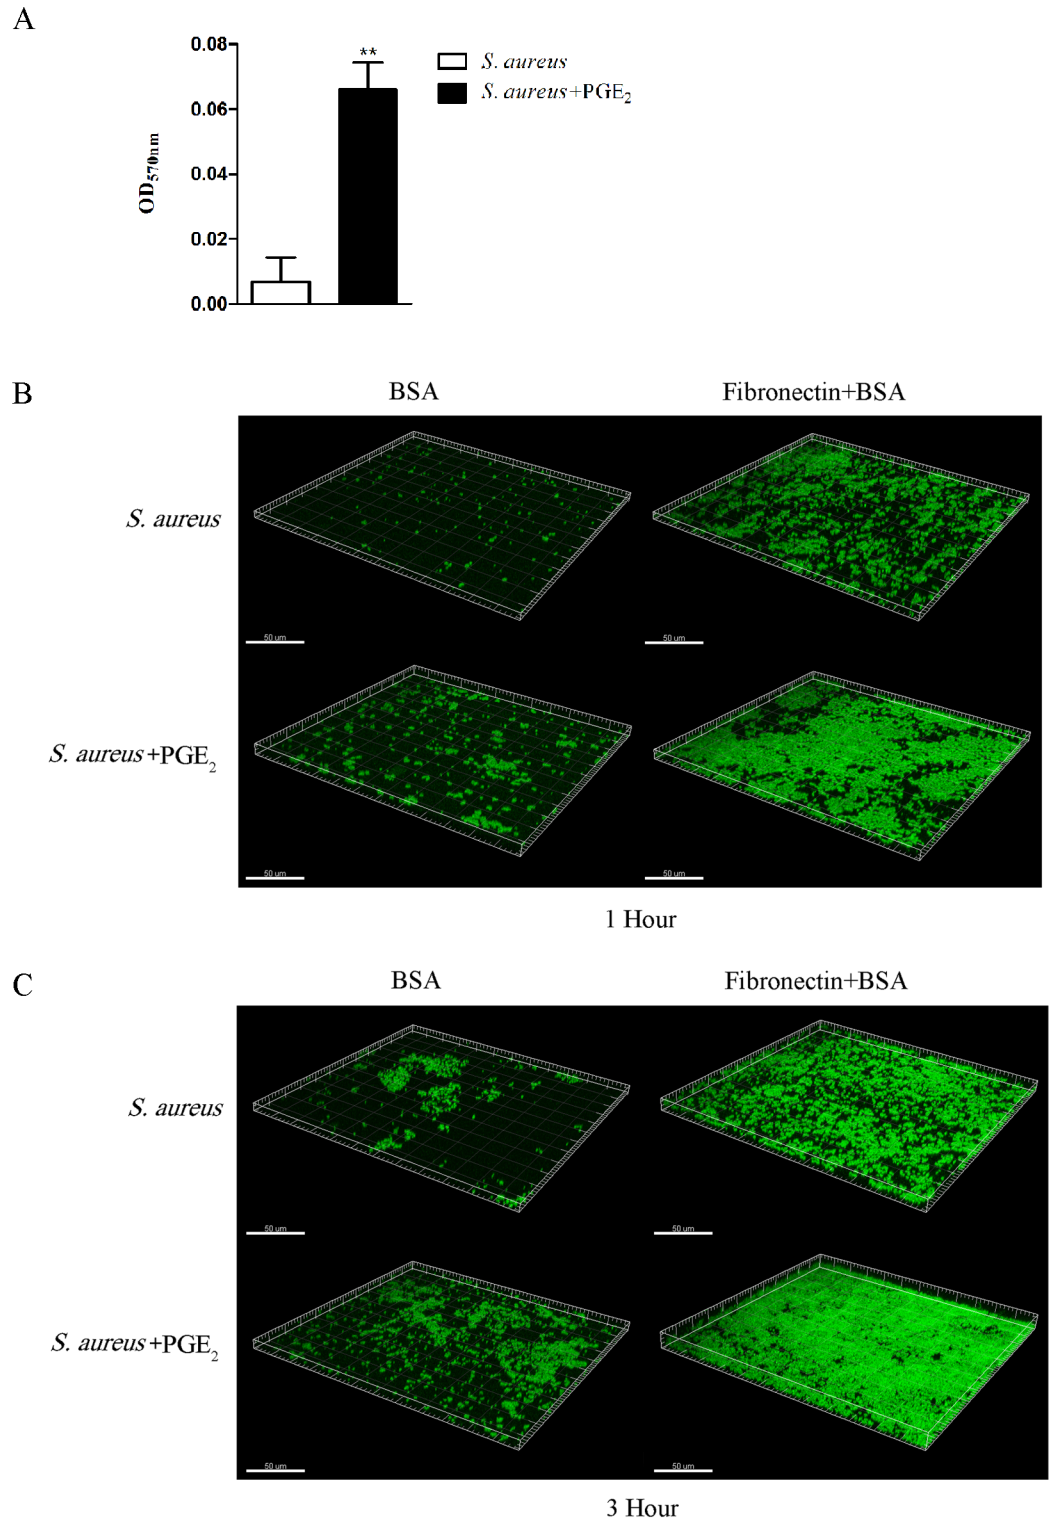 A
0.08
**
S. aureus
0.06
S. aureus+PGE2
0.04
OD570nm
0.02
0.00
B
BSA
Fibronectin+BSA
S. aureus
50 um
50 um
S. aureus+PGE2
50 um
50 um
1 Hour
C
BSA
Fibronectin+BSA
S. aureus
50 um
50 um
S. aureus+PGE2
50 um
50 um
3 Hour